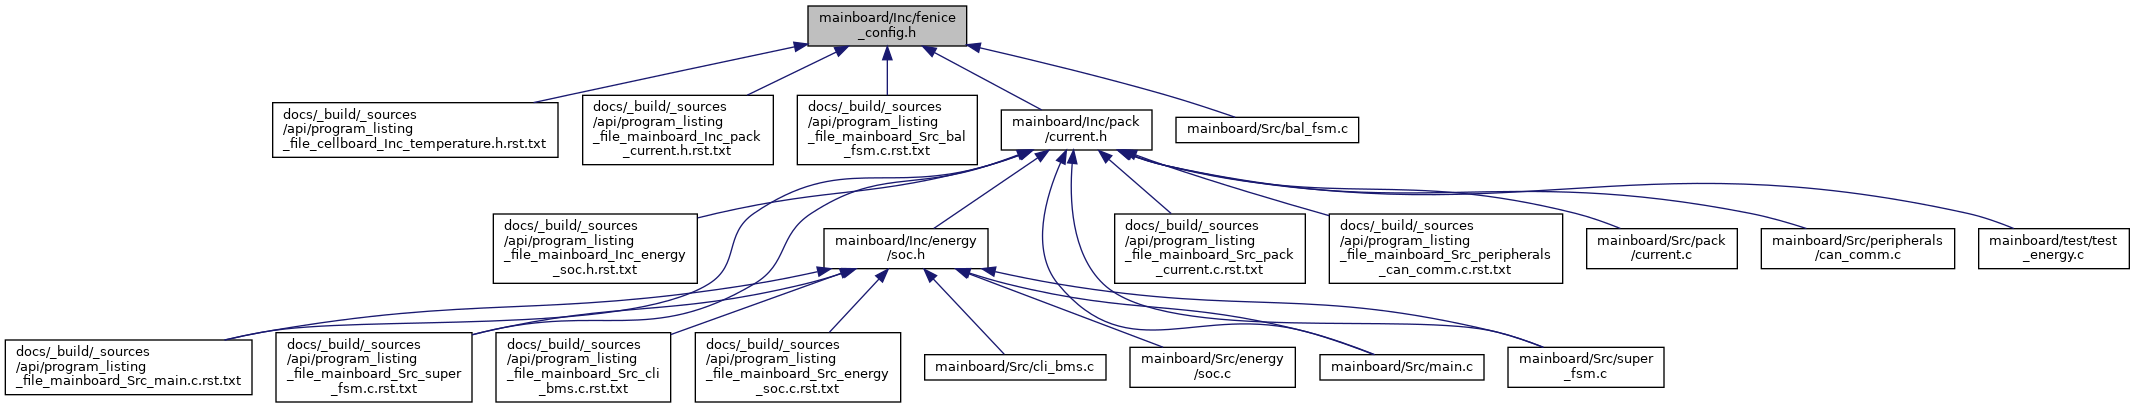 mainboard/Inc/fenice
_config.h
docs/_build/_sources
/api/program_listing
_file_cellboard_Inc_temperature.h.rst.txt
docs/_build/_sources
/api/program_listing
_file_mainboard_Inc_pack
_current.h.rst.txt
docs/_build/_sources
/api/program_listing
_file_mainboard_Src_bal
_fsm.c.rst.txt
mainboard/Inc/pack
/current.h
mainboard/Src/bal_fsm.c
docs/_build/_sources
/api/program_listing
_file_mainboard_Inc_energy
_soc.h.rst.txt
mainboard/Inc/energy
/soc.h
docs/_build/_sources
/api/program_listing
_file_mainboard_Src_pack
_current.c.rst.txt
docs/_build/_sources
/api/program_listing
_file_mainboard_Src_peripherals
_can_comm.c.rst.txt
mainboard/Src/pack
/current.c
mainboard/Src/peripherals
/can_comm.c
mainboard/test/test
_energy.c
docs/_build/_sources
/api/program_listing
_file_mainboard_Src_main.c.rst.txt
docs/_build/_sources
/api/program_listing
_file_mainboard_Src_super
_fsm.c.rst.txt
docs/_build/_sources
/api/program_listing
_file_mainboard_Src_cli
_bms.c.rst.txt
docs/_build/_sources
/api/program_listing
_file_mainboard_Src_energy
_soc.c.rst.txt
mainboard/Src/cli_bms.c
mainboard/Src/energy
/soc.c
mainboard/Src/main.c
mainboard/Src/super
_fsm.c